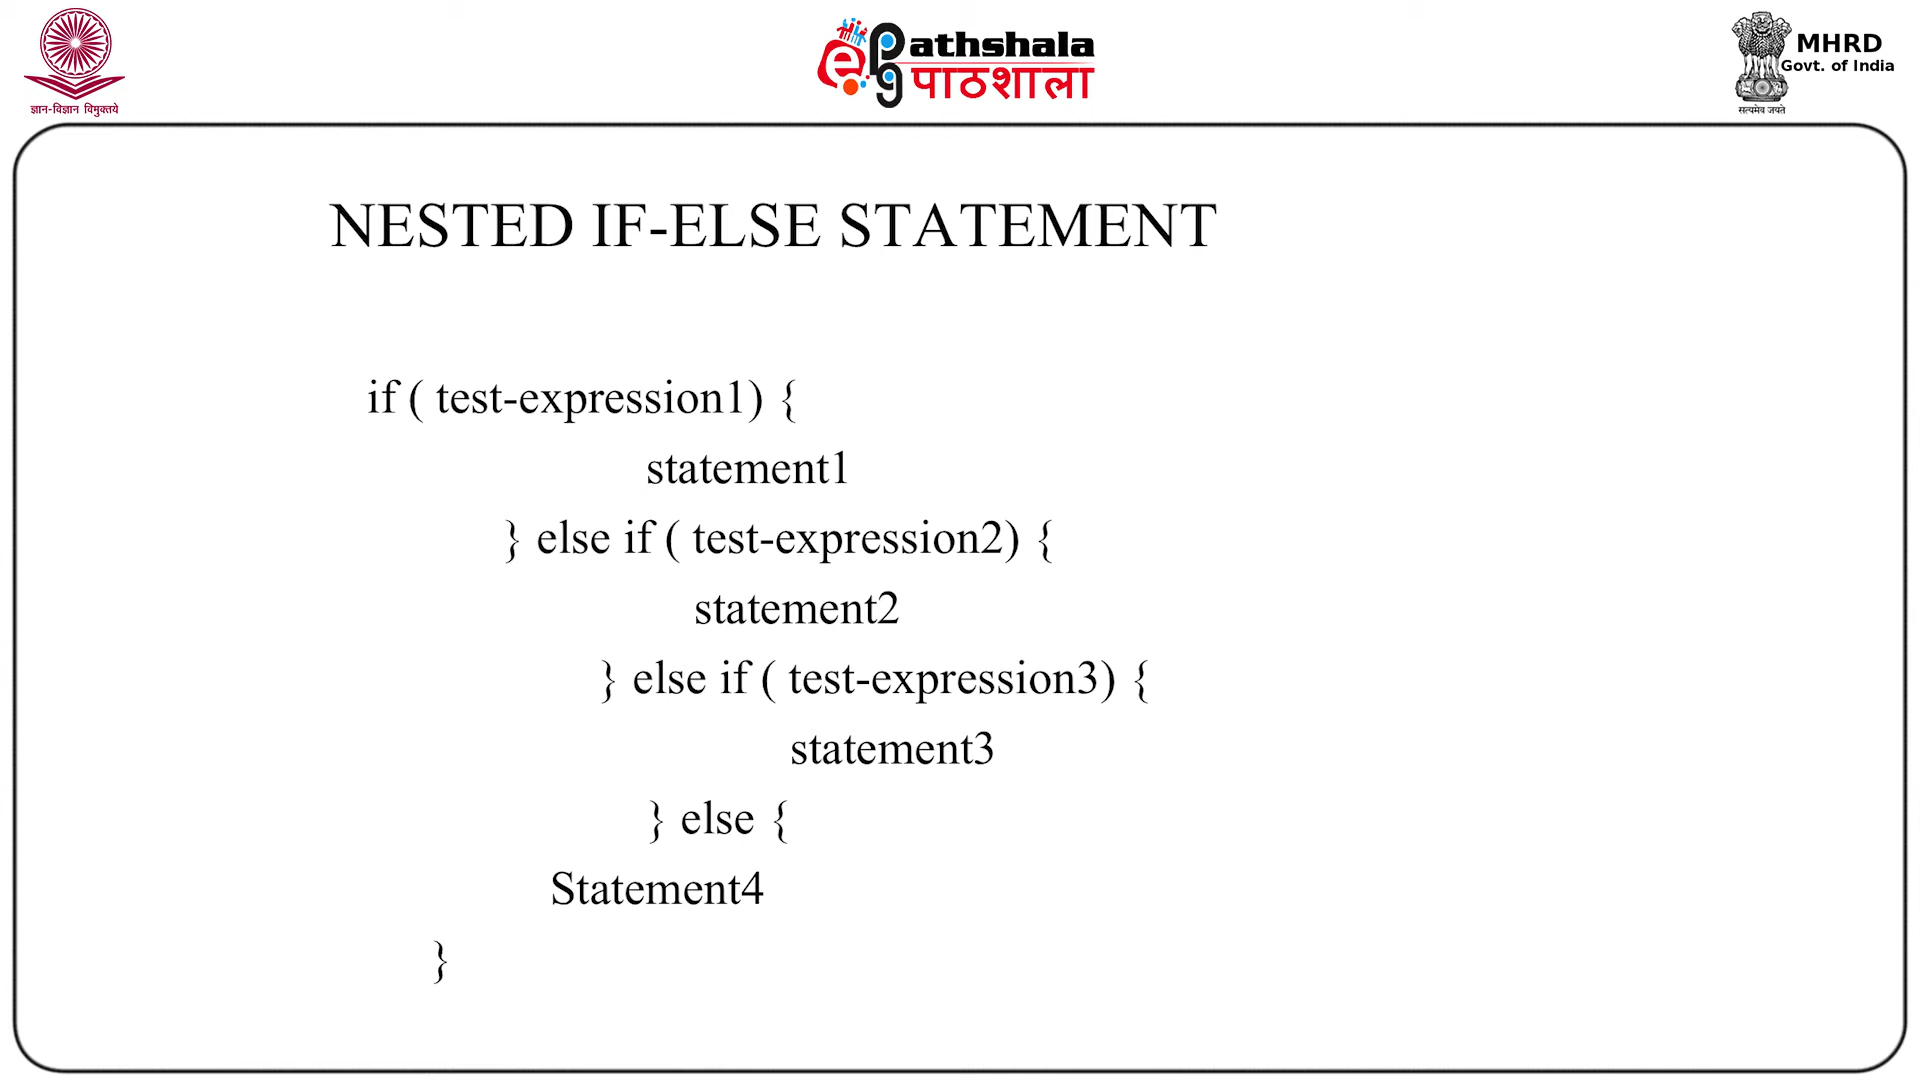 ज्ञान-विज्ञान विमुक्तये
ePathshala
पाठशाला
MHRD
Govt. of India
सत्यमेव जयते
NESTED IF-ELSE STATEMENT
if ( test-expression1) {
statement1
} else if ( test-expression2) {
statement2
} else if ( test-expression3) {
statement3
} else {
Statement4
}